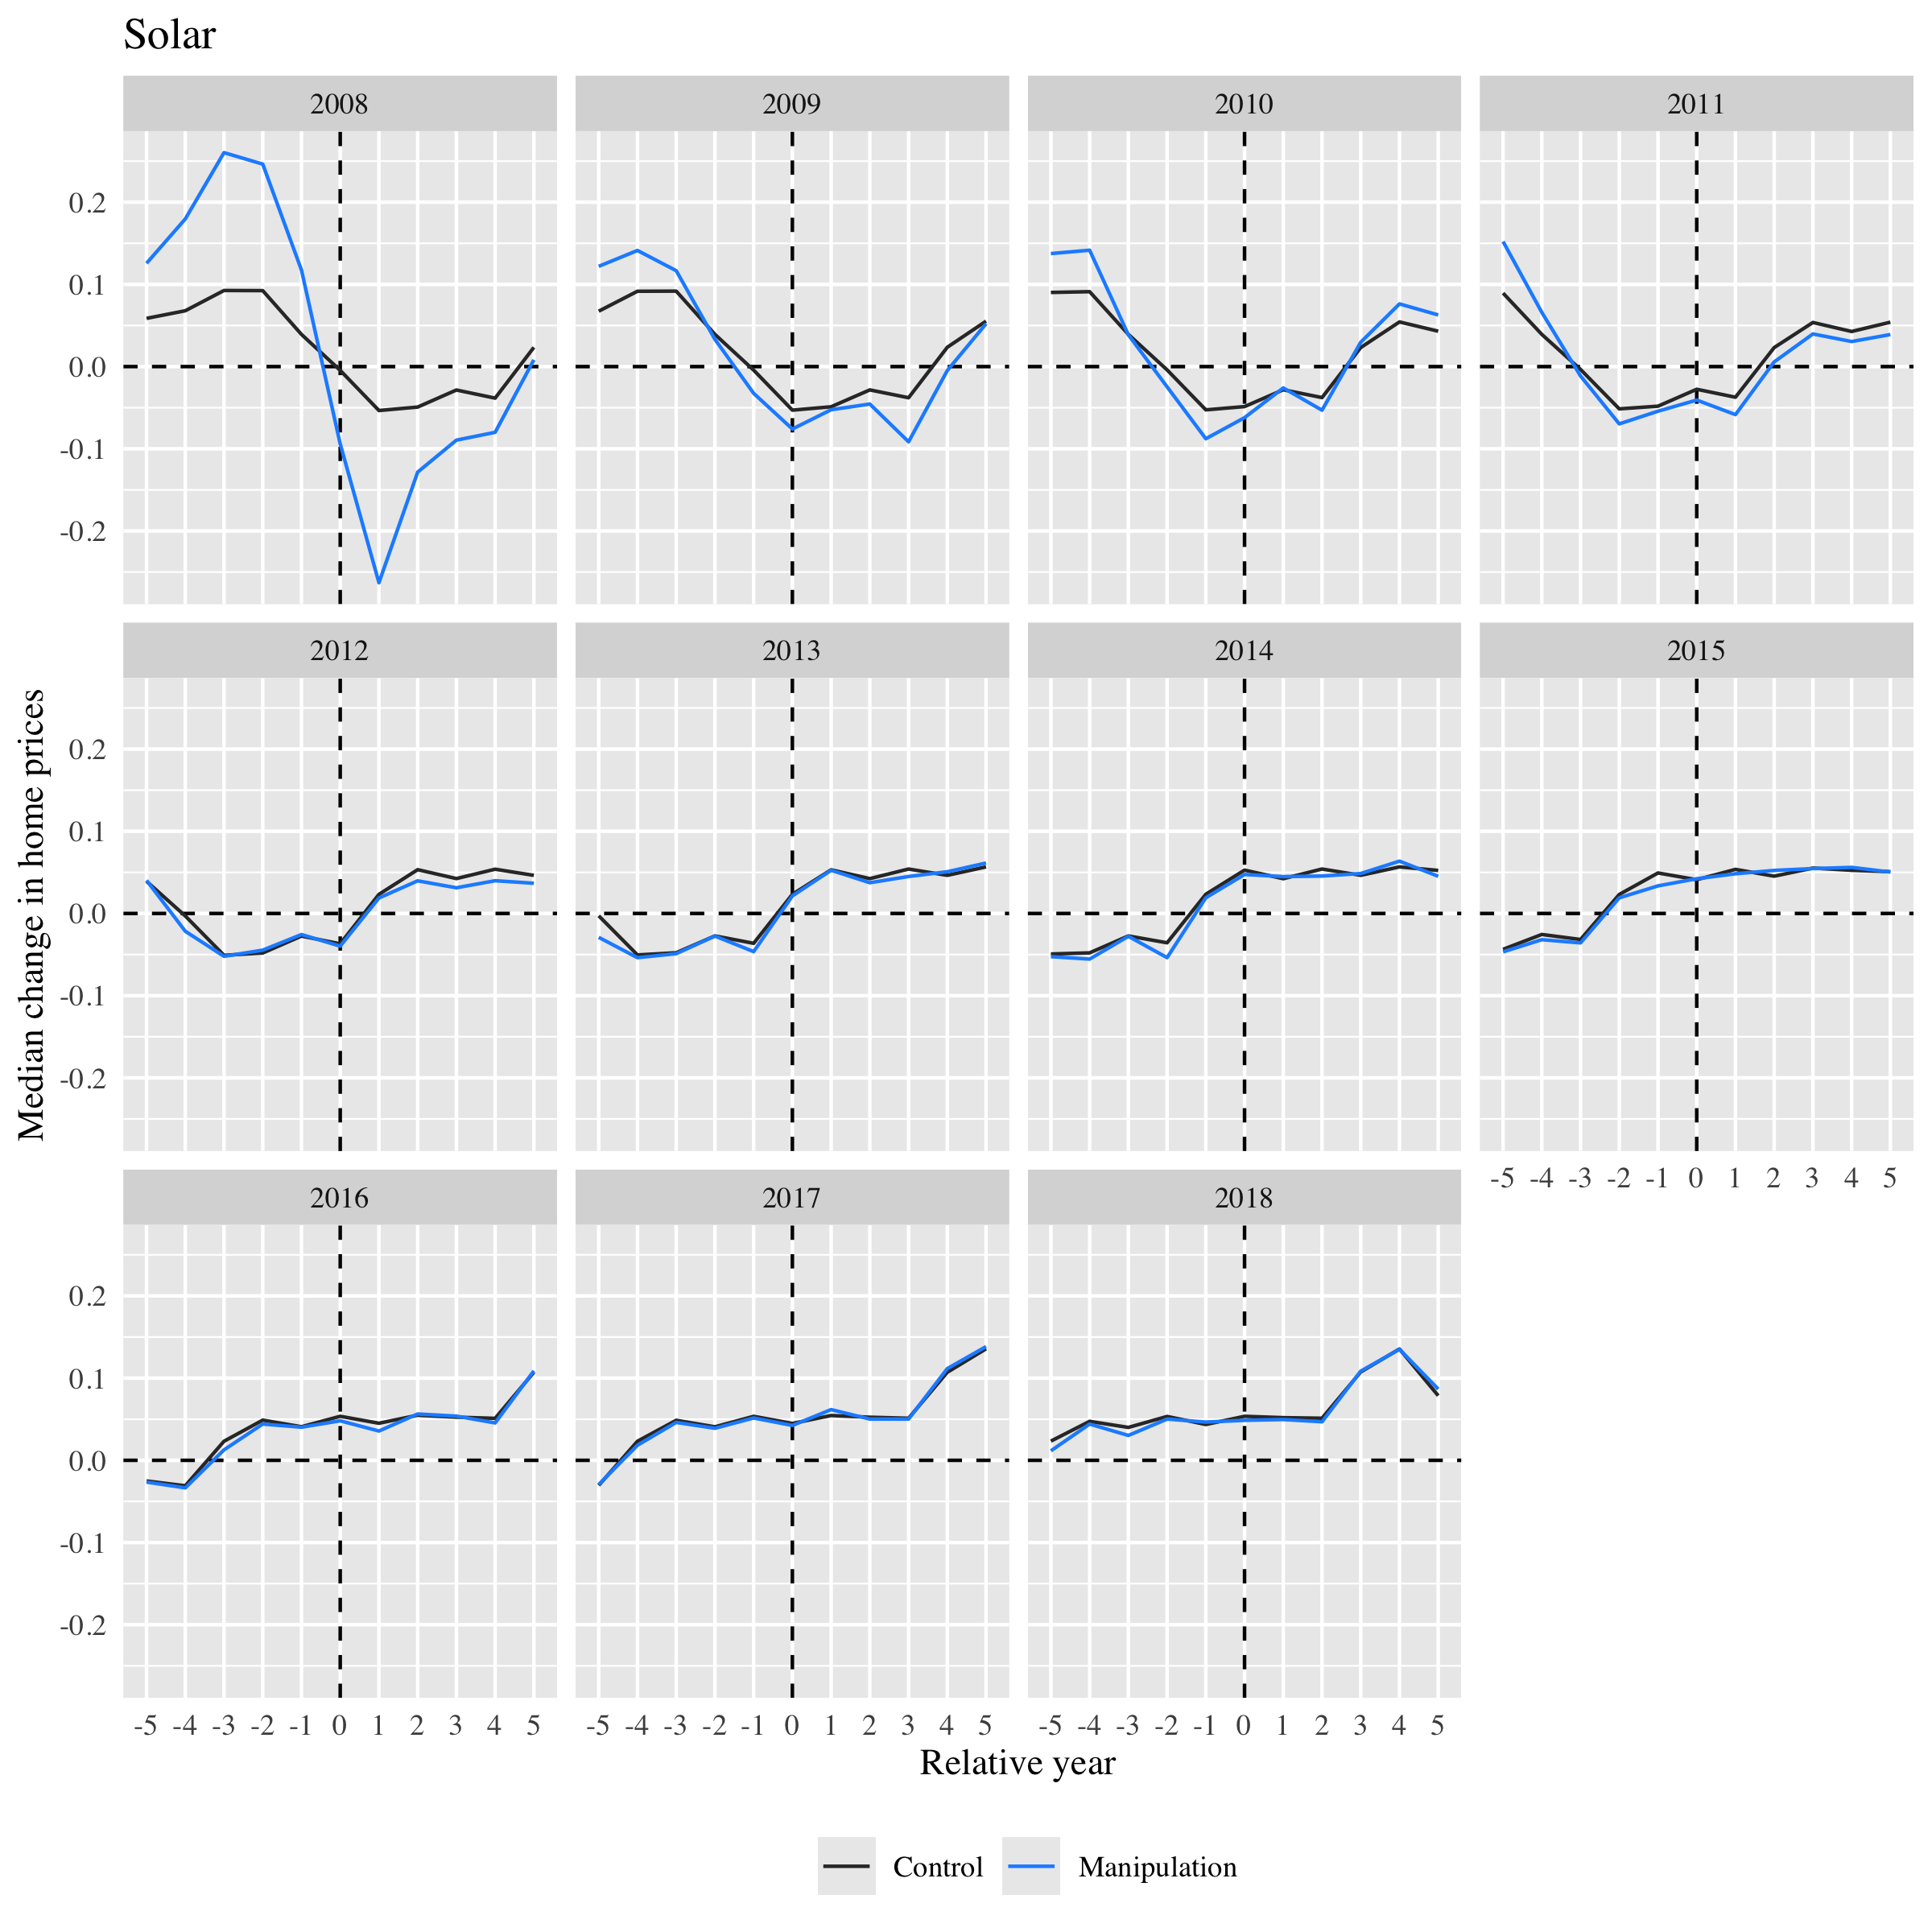 Solar
2008 2009 2010 2011
0.2
0.1
0.0
-0.1
-0.2
2012 2013 2014 2015
0.2
0.1
0.0
-0.1
-0.2
-5 -4 -3 -2 -1 0 1 2 3 4 5
2016 2017 2018
0.2
0.1
0.0
-0.1
-0.2
-5 -4 -3 -2 -1 0 1 2 3 4 5 -5 -4 -3 -2 -1 0 1 2 3 4 5 -5 -4 -3 -2 -1 0 1 2 3 4 5
Median change in home prices
Relative year
Control Manipulation